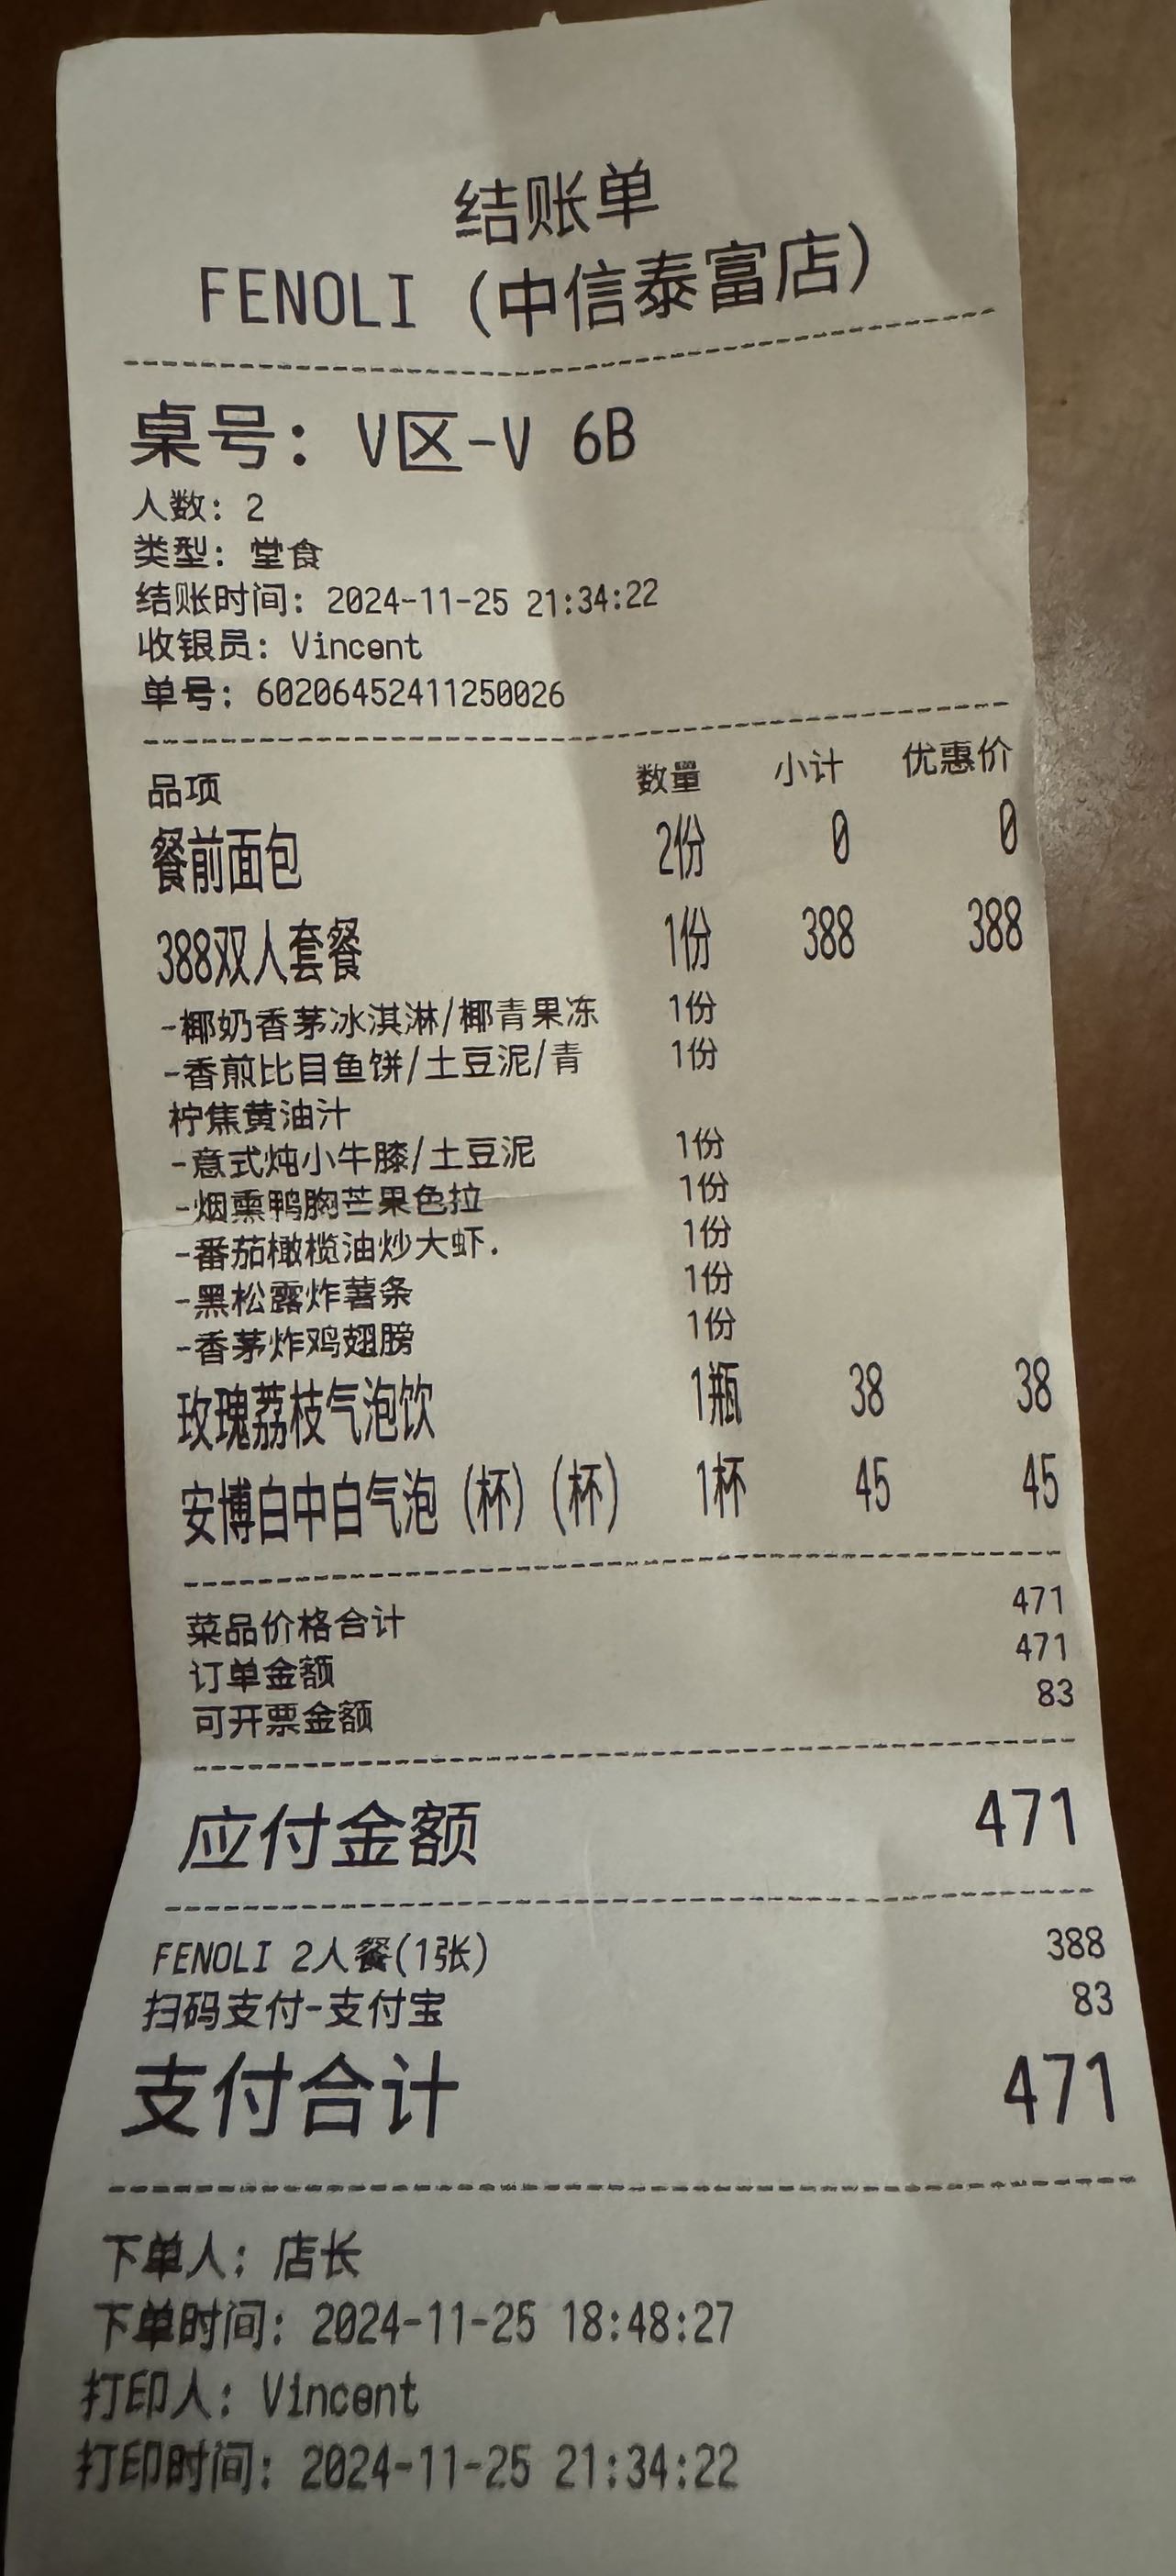 结账单
FENOLI (中信泰富店)
桌号: V区-V 6B
人数: 2
类型: 堂食
结账时间: 2024-11-25 21:34:22
收银员: Vincent
单号: 60206452411250026
品项 数量 小计 优惠价
餐前面包 2份 0 0
388双人套餐 1份 388 388
-椰奶香茅冰淇淋/椰青果冻 1份
-香煎比目鱼饼/土豆泥/青 1份
柠焦黄油汁
-意式炖小牛膝/土豆泥 1份
-烟熏鸭胸芒果色拉 1份
-番茄橄榄油炒大虾. 1份
-黑松露炸薯条 1份
-香茅炸鸡翅膀 1份
玫瑰荔枝气泡饮 1瓶 38 38
安博白中白气泡 (杯) (杯) 1杯 45 45
菜品价格合计 471
订单金额 471
可开票金额 83
应付金额 471
FENOLI 2人餐(1张) 388
扫码支付-支付宝 83
支付合计 471
下单人: 店长
下单时间: 2024-11-25 18:48:27
打印人: Vincent
打印时间: 2024-11-25 21:34:22